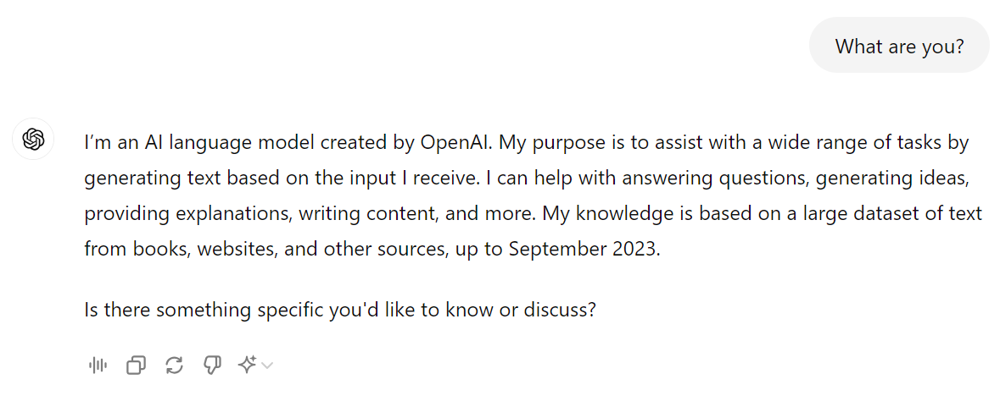 What are you?
I’m an AI language model created by OpenAI. My purpose is to assist with a wide range of tasks by
generating text based on the input I receive. I can help with answering questions, generating ideas,
providing explanations, writing content, and more. My knowledge is based on a large dataset of text
from books, websites, and other sources, up to September 2023.
Is there something specific you'd like to know or discuss?